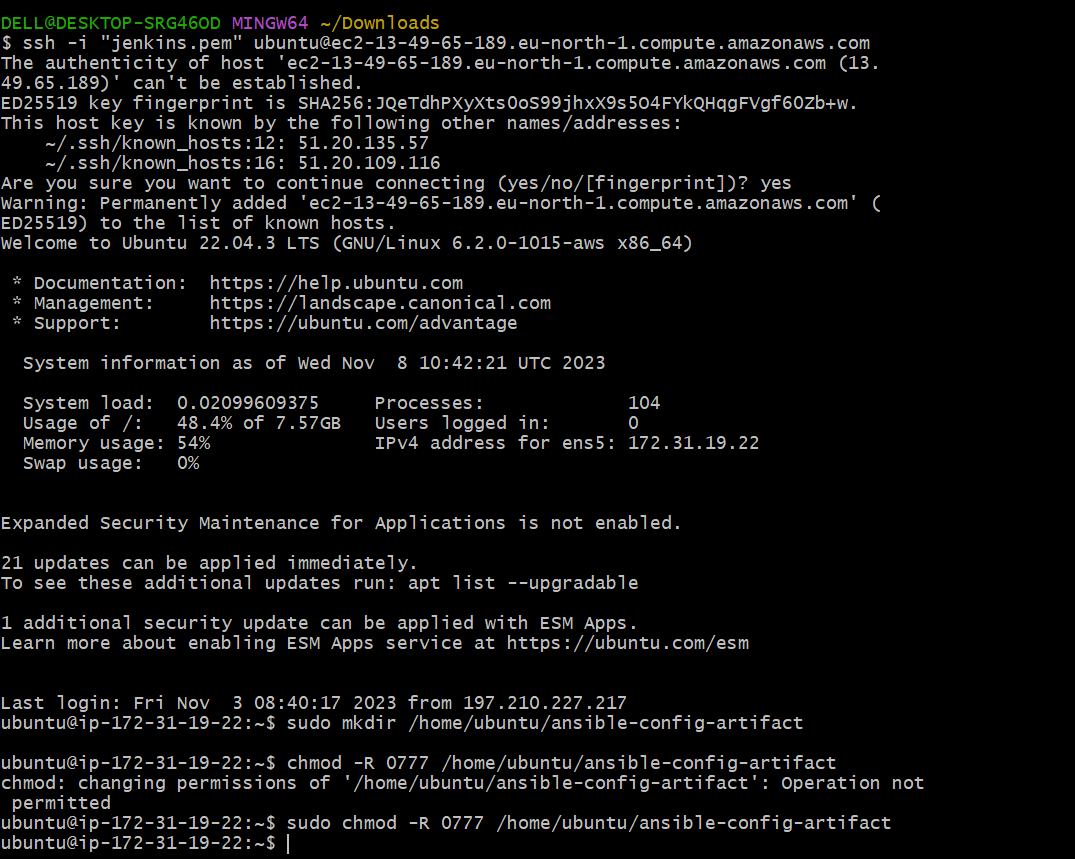 DELL@DESKTOP-SRG46OD MINGW64 ~/Downloads
$ ssh -i "jenkins.pem" ubuntu@ec2-13-49-65-189.eu-north-1.compute.amazonaws.com
The authenticity of host 'ec2-13-49-65-189.eu-north-1.compute.amazonaws.com (13.
49.65.189)' can't be established.
ED25519 key fingerprint is SHA256:JQeTdhPXyXts0oS99jhxX9s5O4FYkQHqgFVgf6OZb+w.
This host key is known by the following other names/addresses:
    ~/.ssh/known_hosts:12: 51.20.135.57
    ~/.ssh/known_hosts:16: 51.20.109.116
Are you sure you want to continue connecting (yes/no/[fingerprint])? yes
Warning: Permanently added 'ec2-13-49-65-189.eu-north-1.compute.amazonaws.com' (
ED25519) to the list of known hosts.
Welcome to Ubuntu 22.04.3 LTS (GNU/Linux 6.2.0-1015-aws x86_64)

 * Documentation:  https://help.ubuntu.com
 * Management:     https://landscape.canonical.com
 * Support:        https://ubuntu.com/advantage

  System information as of Wed Nov  8 10:42:21 UTC 2023

  System load:  0.02099609375     Processes:             104
  Usage of /:   48.4% of 7.57GB   Users logged in:       0
  Memory usage: 54%               IPv4 address for ens5: 172.31.19.22
  Swap usage:   0%

Expanded Security Maintenance for Applications is not enabled.

21 updates can be applied immediately.
To see these additional updates run: apt list --upgradable

1 additional security update can be applied with ESM Apps.
Learn more about enabling ESM Apps service at https://ubuntu.com/esm

Last login: Fri Nov  3 08:40:17 2023 from 197.210.227.217
ubuntu@ip-172-31-19-22:~$ sudo mkdir /home/ubuntu/ansible-config-artifact

ubuntu@ip-172-31-19-22:~$ chmod -R 0777 /home/ubuntu/ansible-config-artifact
chmod: changing permissions of '/home/ubuntu/ansible-config-artifact': Operation not
 permitted
ubuntu@ip-172-31-19-22:~$ sudo chmod -R 0777 /home/ubuntu/ansible-config-artifact
ubuntu@ip-172-31-19-22:~$